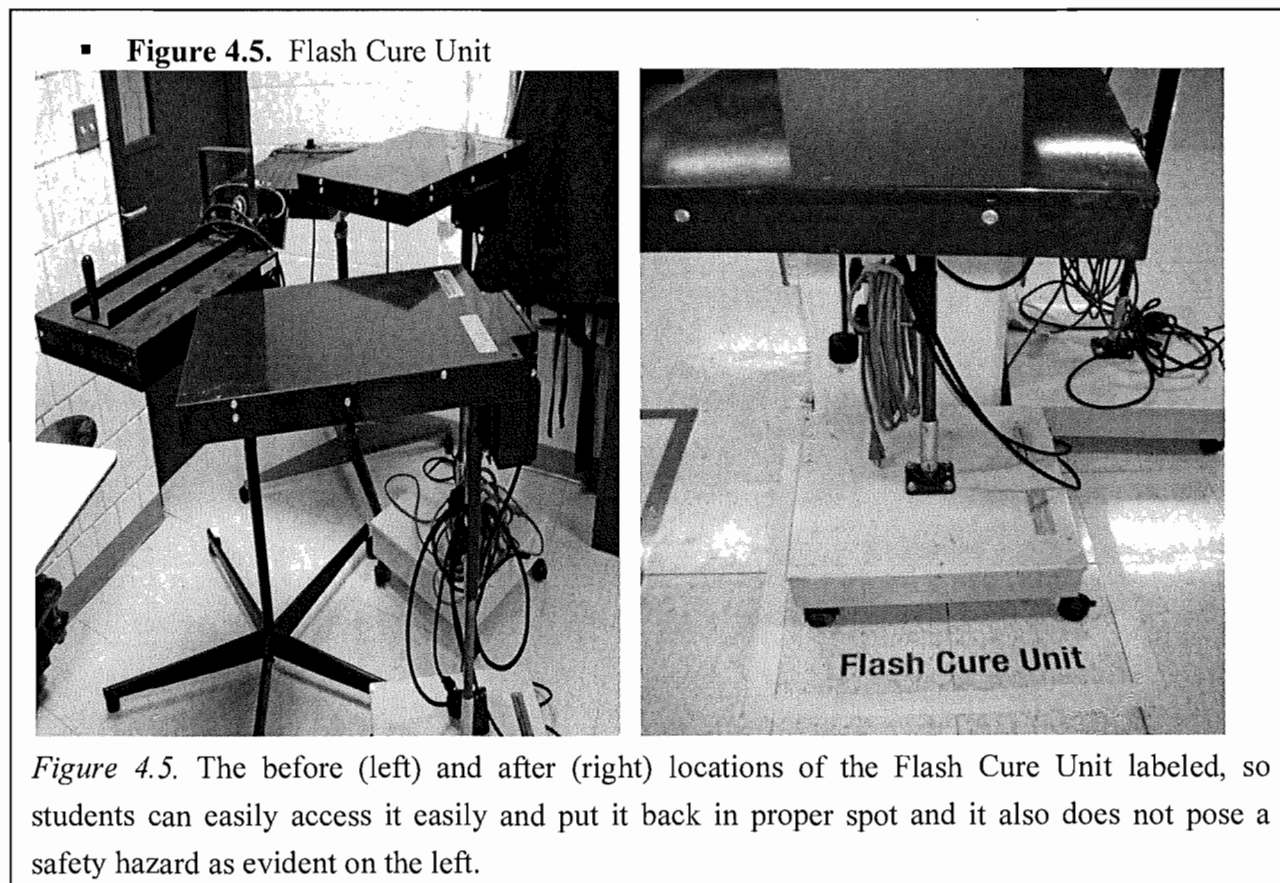 ▪ Figure 4.5. Flash Cure Unit
Flash Cure Unit
Figure 4.5. The before (left) and after (right) locations of the Flash Cure Unit labeled, so
students can easily access it easily and put it back in proper spot and it also does not pose a
safety hazard as evident on the left.